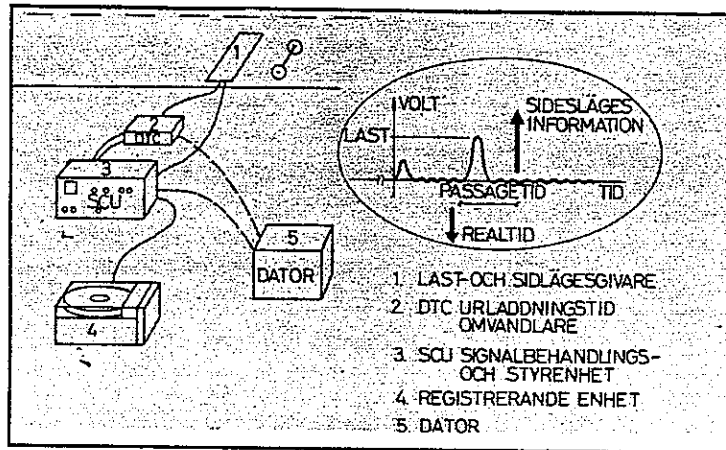 1
2
DTC
3
SCU
4
5
DATOR
VOLT
LAST
SIDESLÄGES
INFORMATION
PASSAGETID
TID
REALTID
1. LAST-OCH SIDLÄGESGIVARE
2. DTC URLADDNINGSTID
OMVANDLARE
3. SCU SIGNALBEHANDLINGS-
OCH STYRENHET
4. REGISTRERANDE ENHET
5. DATOR